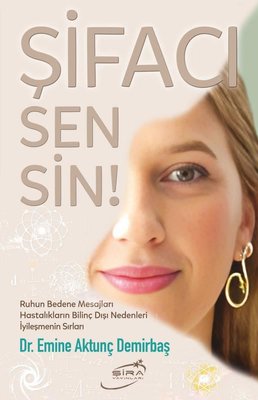 ŞİFACI
SEN
SİN!
Ruhun Bedene Mesajları
Hastalıkların Bilinç Dışı Nedenleri
İyileşmenin Sırları
Dr. Emine Aktunç Demirbaş
SİRA
YAYINLARI